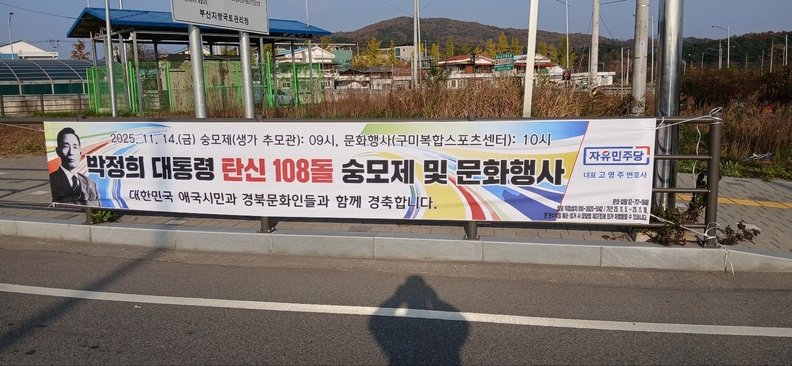 부산지방국토관리청
2025. 11. 14.(금) 숭모제(생가 추모관): 09시, 문화행사(구미복합스포츠센터): 10시
박정희 대통령 탄신 108돌 숭모제 및 문화행사
대한민국 애국시민과 경북문화인들과 함께 경축합니다.
자유민주당
대표 고영주 변호사